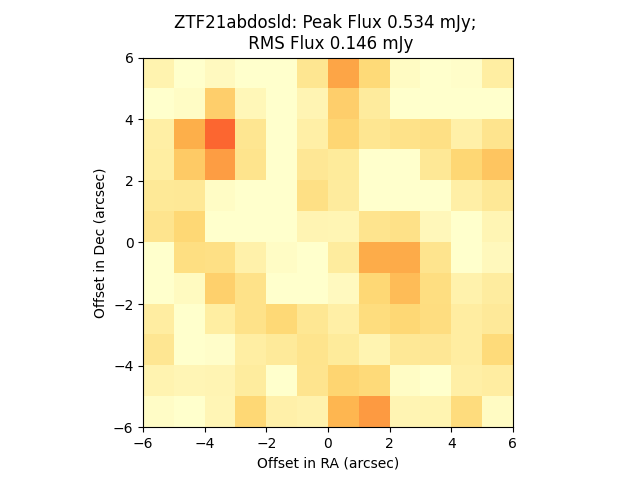 ZTF21abdosld: Peak Flux 0.534 mJy;
RMS Flux 0.146 mJy
6
4
2
0
−2
−4
−6
Offset in Dec (arcsec)
−6 −4 −2 0 2 4 6
Offset in RA (arcsec)